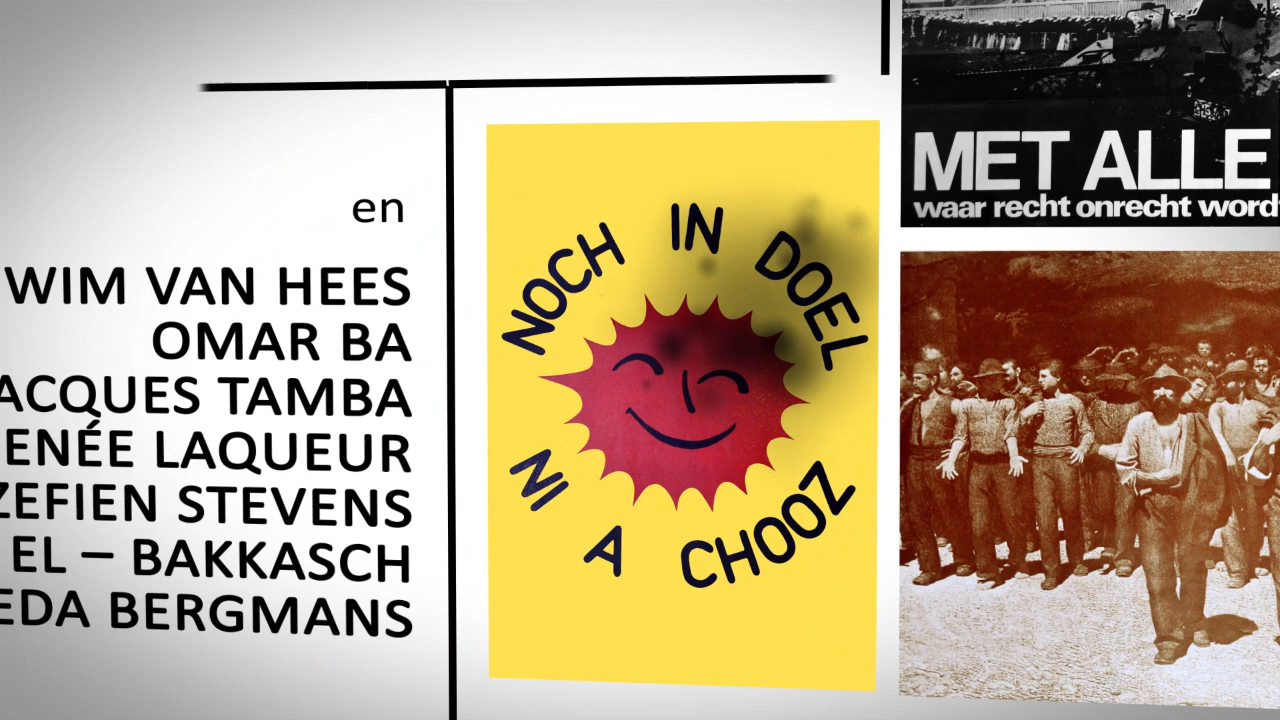 en
WIM VAN HEES
OMAR BA
ACQUES TAMBA
ENÉE LAQUEUR
ZEFIEN STEVENS
EL – BAKKASCH
EDA BERGMANS
NOCH IN DOEL
NI A CHOOZ
MET ALLE
waar recht onrecht wordt